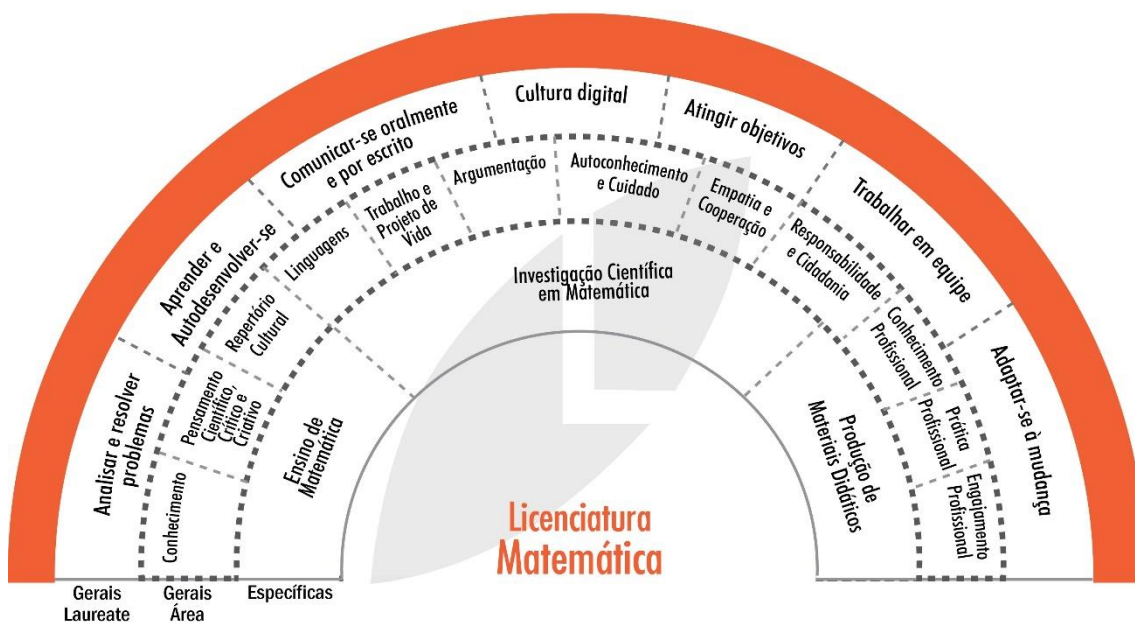 Analisar e resolver
problemas
Aprender e
Autodesenvolver-se
Comunicar-se oralmente
e por escrito
Cultura digital
Atingir objetivos
Trabalhar em equipe
Adaptar-se à mudança
Conhecimento
Pensamento
Científico,
Crítico e
Criativo
Repertório
Cultural
Linguagens
Trabalho e
Projeto de
Vida
Argumentação
Autoconhecimento
e Cuidado
Empatia e
Cooperação
Responsabilidade
e Cidadania
Conhecimento
Profissional
Prática
Profissional
Engajamento
Profissional
Ensino de
Matemática
Investigação Científica
em Matemática
Produção de
Materiais Didáticos
Licenciatura
Matemática
Gerais
Laureate
Gerais
Área
Específicas